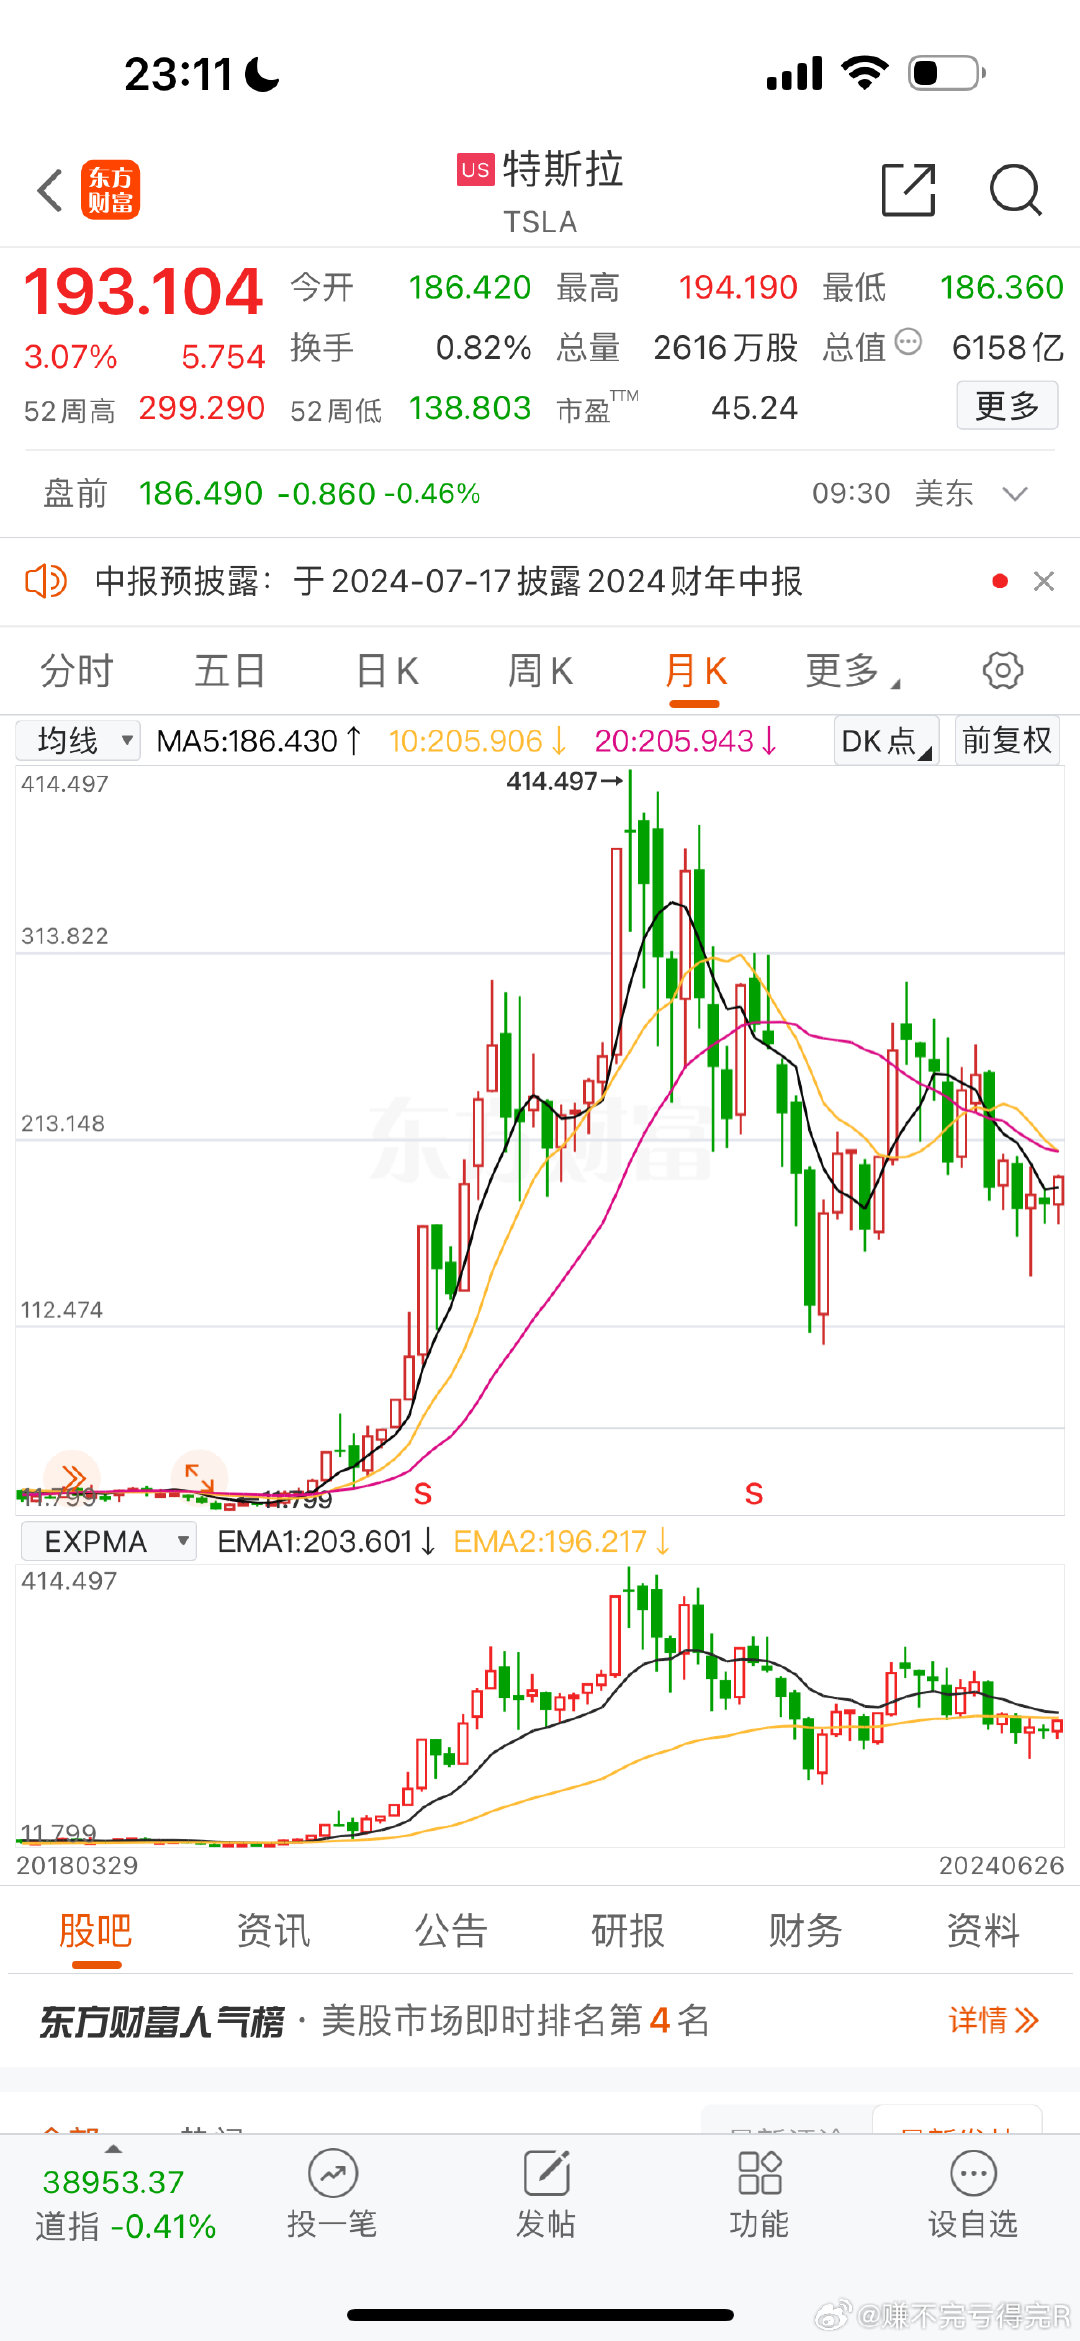 23:11
东方财富
US 特斯拉
TSLA
193.104 今开 186.420 最高 194.190 最低 186.360
3.07% 5.754 换手 0.82% 总量 2616万股 总值 6158亿
52周高 299.290 52周低 138.803 市盈TTM 45.24 更多
盘前 186.490 -0.860 -0.46% 09:30 美东
中报预披露：于2024-07-17披露2024财年中报
分时 五日 日K 周K 月K 更多
均线 MA5:186.430↑ 10:205.906↓ 20:205.943↓ DK点 前复权
414.497 414.497→
313.822
东方财富
213.148
112.474
11.799 11.799 S S
EXPMA EMA1:203.601↓ EMA2:196.217↓
414.497
11.799
20180329 20240626
股吧 资讯 公告 研报 财务 资料
东方财富人气榜 · 美股市场即时排名第4名 详情
38953.37
道指 -0.41% 投一笔 发帖 功能 设自选
@赚不完亏得完R